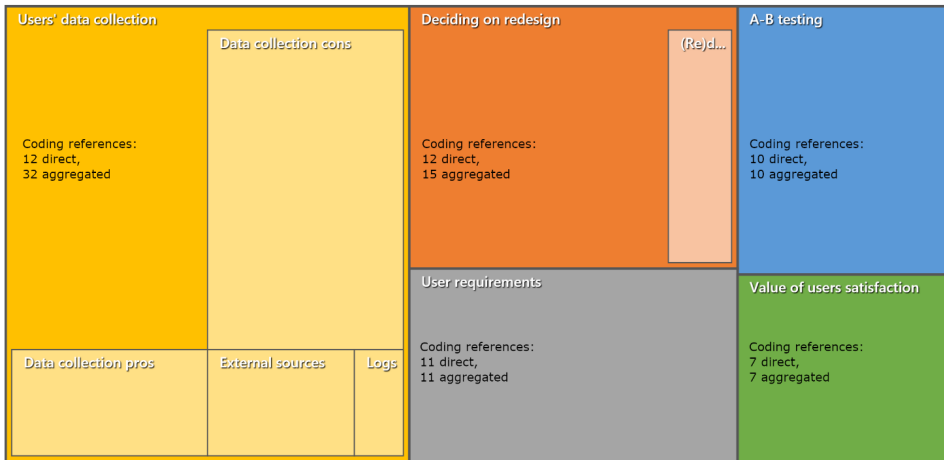 Users' data collection
Data collection cons
Coding references:
12 direct,
32 aggregated
Data collection pros
External sources
Logs
Deciding on redesign
(Re)d...
Coding references:
12 direct,
15 aggregated
User requirements
Coding references:
11 direct,
11 aggregated
A-B testing
Coding references:
10 direct,
10 aggregated
Value of users satisfaction
Coding references:
7 direct,
7 aggregated